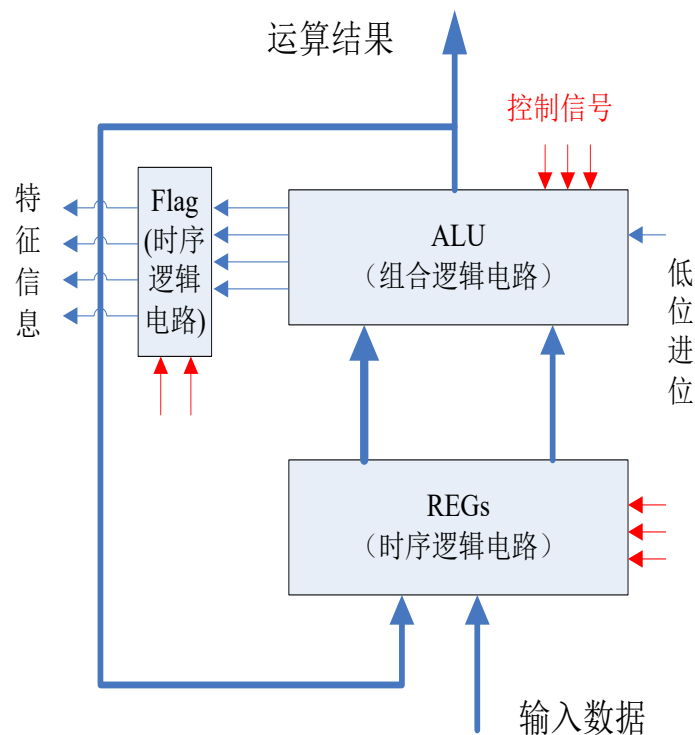 运算结果
控制信号
特征信息
Flag
(时序
逻辑
电路)
ALU
（组合逻辑电路）
低位进位
REGs
（时序逻辑电路）
输入数据